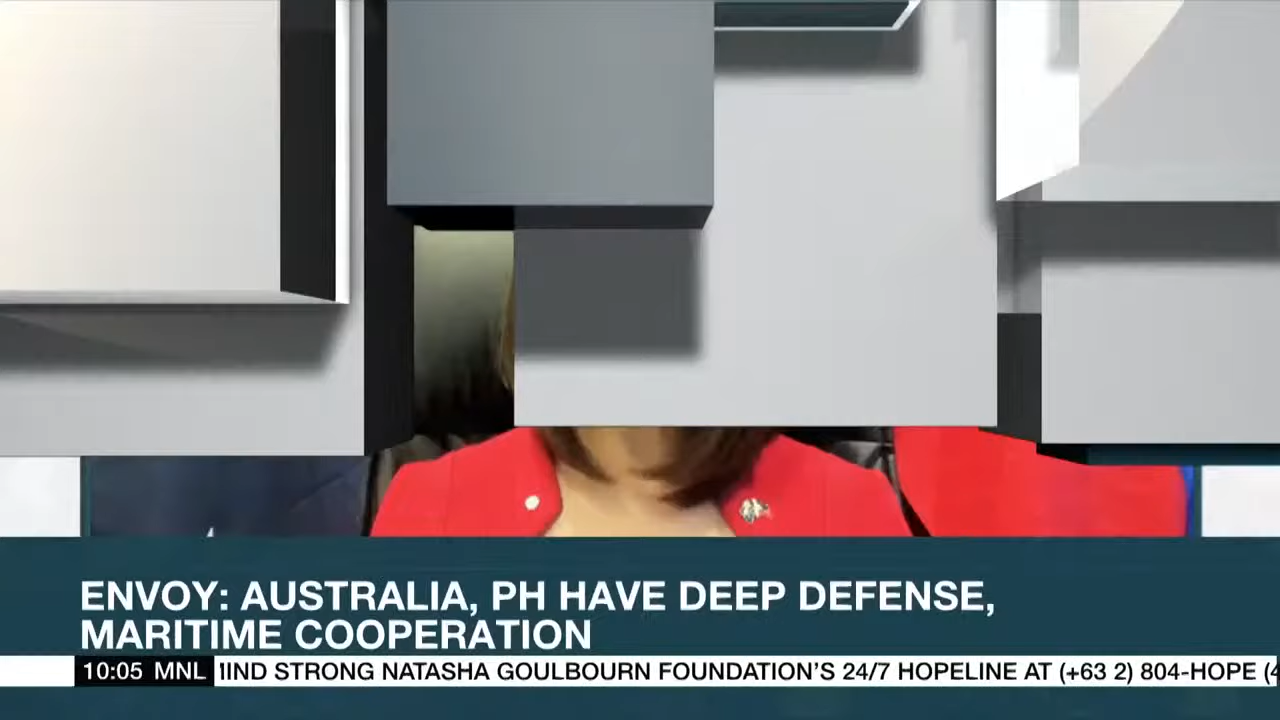 ENVOY: AUSTRALIA, PH HAVE DEEP DEFENSE,
MARITIME COOPERATION
10:05 MNL
STRONG NATASHA GOULBOURN FOUNDATION'S 24/7 HOPELINE AT (+63 2) 804-HOPE